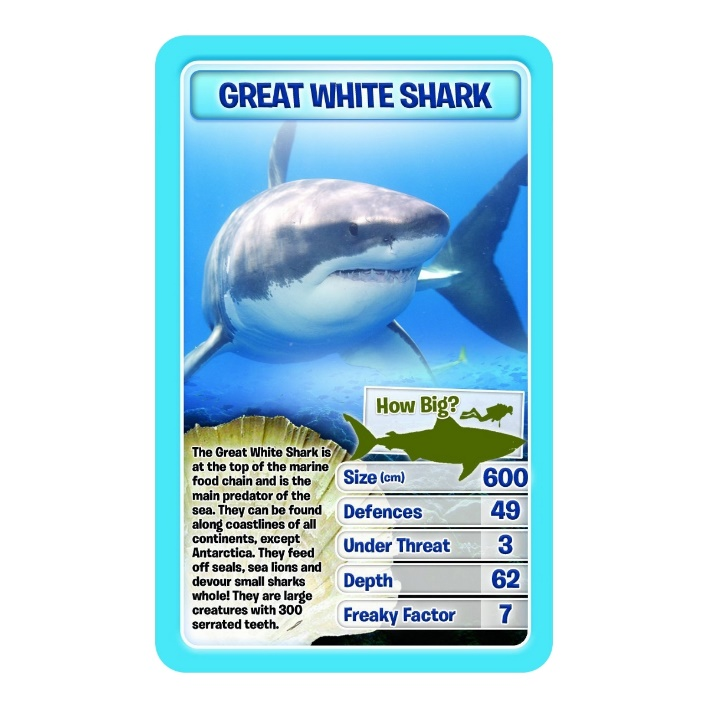 GREAT WHITE SHARK
How Big?
The Great White Shark is
at the top of the marine
food chain and is the
main predator of the
sea. They can be found
along coastlines of all
continents, except
Antarctica. They feed
off seals, sea lions and
devour small sharks
whole! They are large
creatures with 300
serrated teeth.
Size (cm) 600
Defences 49
Under Threat 3
Depth 62
Freaky Factor 7